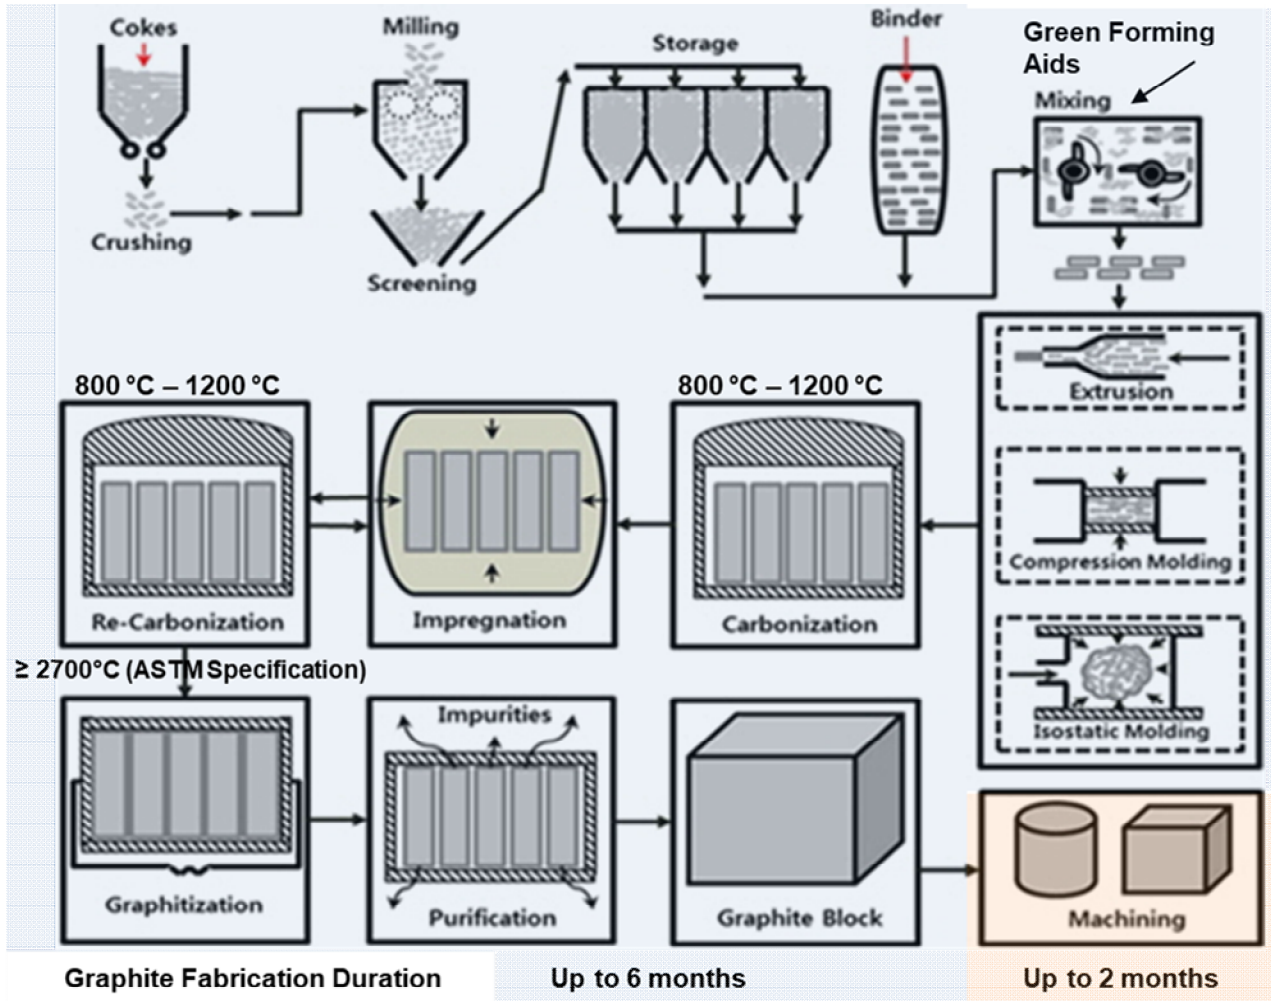 Cokes
Milling
Storage
Binder
Green Forming
Aids
Mixing
Crushing
Screening
Extrusion
Compression Molding
Isostatic Molding
800 °C – 1200 °C
800 °C – 1200 °C
Re-Carbonization
Impregnation
Carbonization
≥ 2700°C (ASTM Specification)
Impurities
Graphitization
Purification
Graphite Block
Machining
Graphite Fabrication Duration
Up to 6 months
Up to 2 months